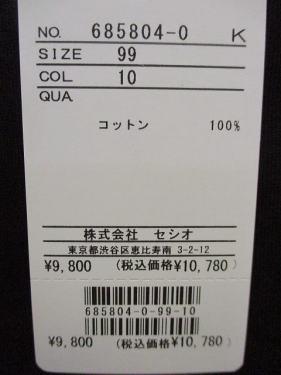 NO. 685804-0 K
SIZE 99
COL 10
QUA
コットン 100%
株式会社 セシオ
東京都渋谷区恵比寿南 3-2-12
¥9,800 (税込価格¥10,780)
685804-0-99-10
¥9,800 (税込価格¥10,780)